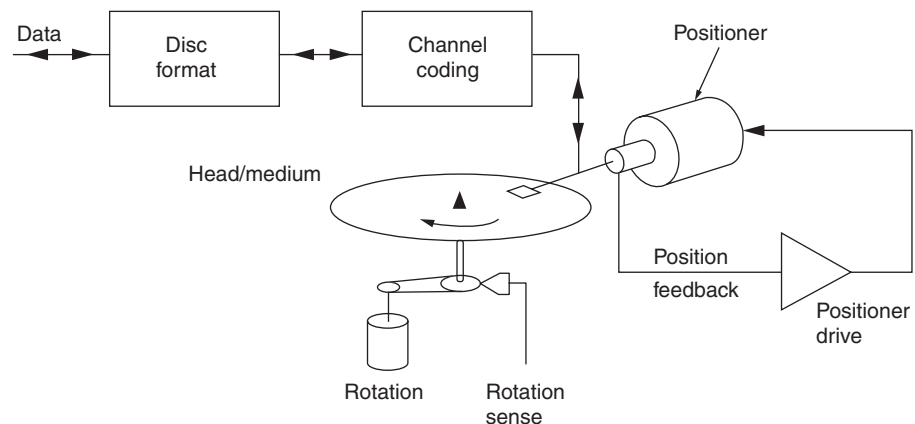 Data
Disc
format
Channel
coding
Positioner
Head/medium
Position
feedback
Positioner
drive
Rotation
Rotation
sense